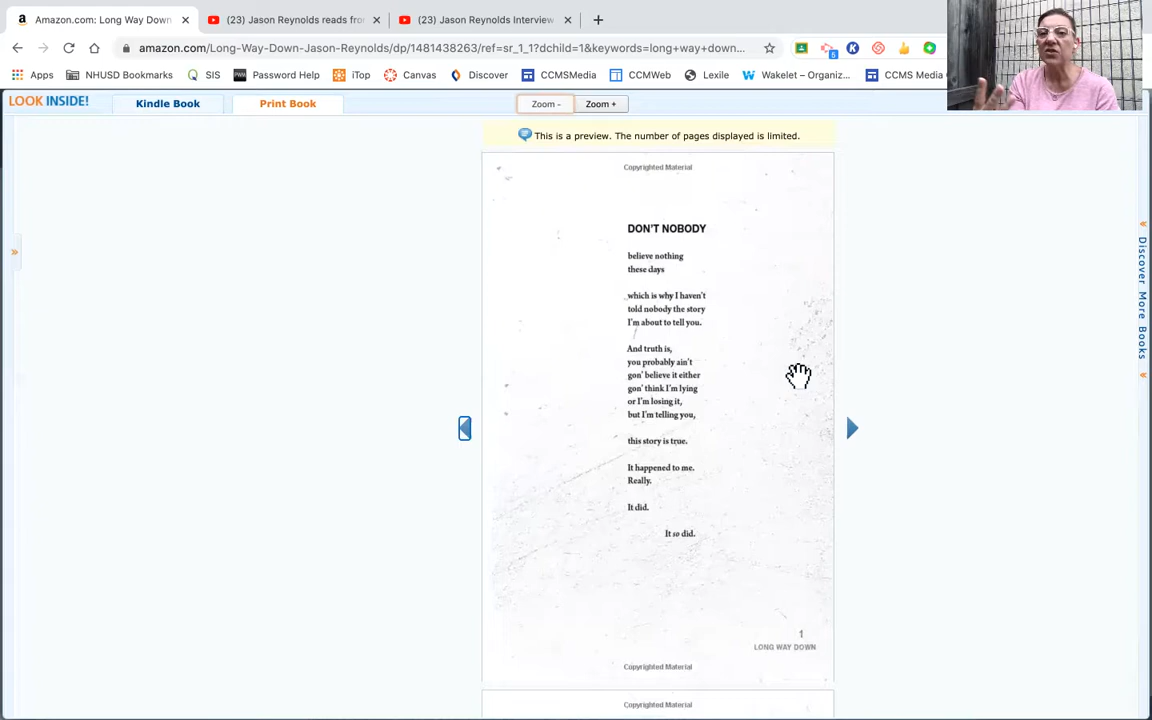 Amazon.com: Long Way Down
(23) Jason Reynolds reads fro
(23) Jason Reynolds Interview
amazon.com/Long-Way-Down-Jason-Reynolds/dp/1481438263/ref=sr_1_1?dchild=1&keywords=long+way+down...
5
Apps
NHUSD Bookmarks
SIS
Password Help
iTop
Canvas
Discover
CCMSMedia
CCMWeb
Lexile
Wakelet – Organiz...
CCMS Media
LOOK INSIDE!
Kindle Book
Print Book
Zoom -
Zoom +
This is a preview. The number of pages displayed is limited.
Copyrighted Material
DON'T NOBODY
believe nothing
these days
which is why I haven't
told nobody the story
I'm about to tell you.
And truth is,
you probably ain't
gon' believe it either
gon' think I'm lying
or I'm losing it,
but I'm telling you,
this story is true.
It happened to me.
Really.
It did.
It so did.
1
LONG WAY DOWN
Copyrighted Material
Copyrighted Material
Discover More Books